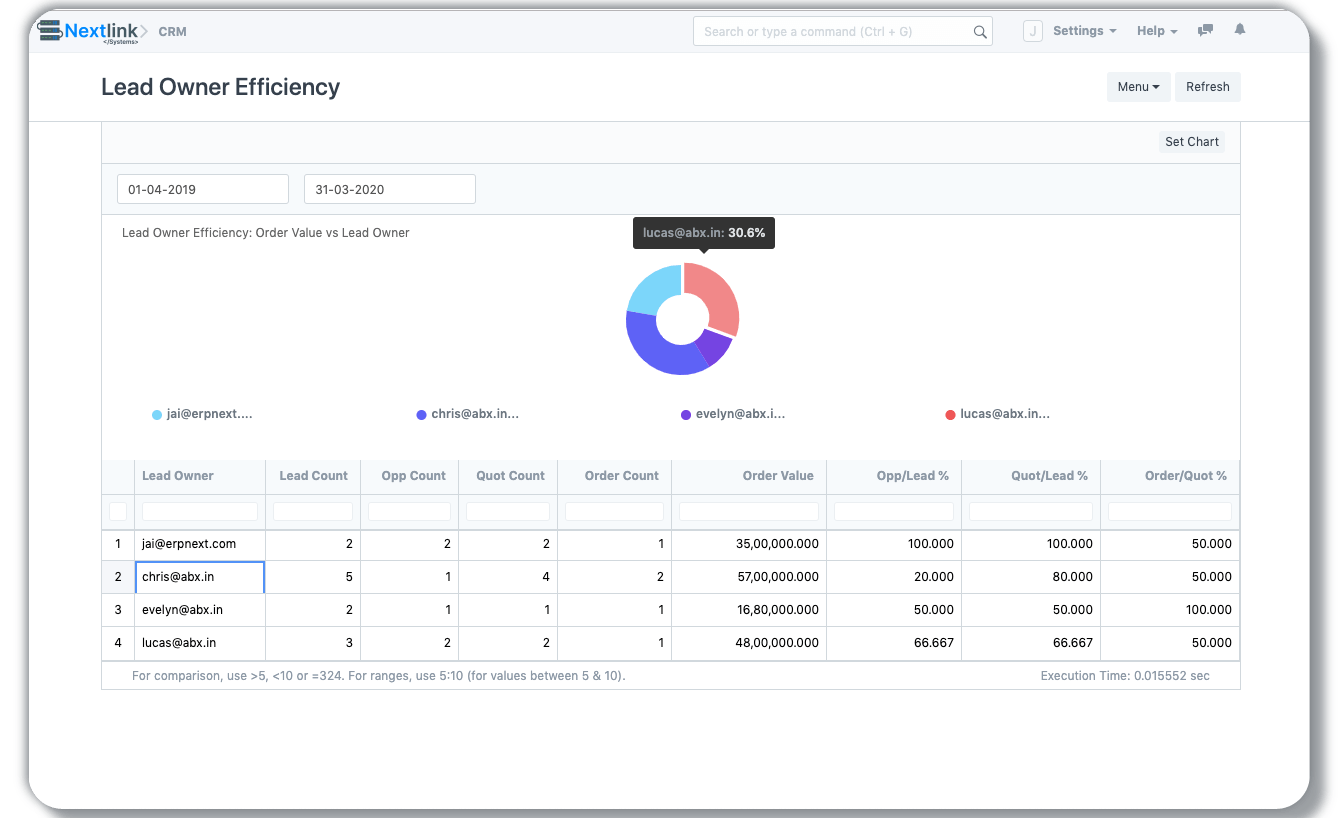 Nextlink
</Systems>
CRM
Search or type a command (Ctrl + G)
J
Settings
Help
Lead Owner Efficiency
Menu
Refresh
Set Chart
01-04-2019
31-03-2020
Lead Owner Efficiency: Order Value vs Lead Owner
lucas@abx.in: 30.6%
jai@erpnext.... chris@abx.in... evelyn@abx.i... lucas@abx.in...
Lead Owner Lead Count Opp Count Quot Count Order Count Order Value Opp/Lead % Quot/Lead % Order/Quot %
1 jai@erpnext.com 2 2 2 1 35,00,000.000 100.000 100.000 50.000
2 chris@abx.in 5 1 4 2 57,00,000.000 20.000 80.000 50.000
3 evelyn@abx.in 2 1 1 1 16,80,000.000 50.000 50.000 100.000
4 lucas@abx.in 3 2 2 1 48,00,000.000 66.667 66.667 50.000
For comparison, use >5, <10 or =324. For ranges, use 5:10 (for values between 5 & 10). Execution Time: 0.015552 sec